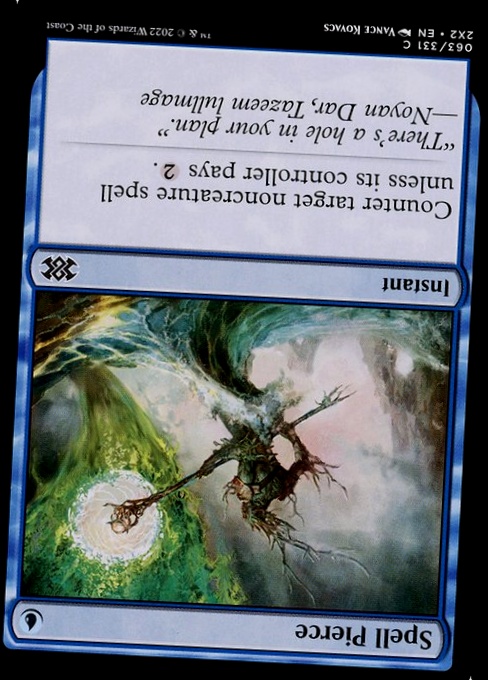 Spell Pierce
Instant
Counter target noncreature spell
unless its controller pays 2.
“There’s a hole in your plan.”
—Noyan Dar, Tazeem lullmage
063/331 C
2X2 • EN VANCE KOVACS
™ & © 2022 Wizards of the Coast